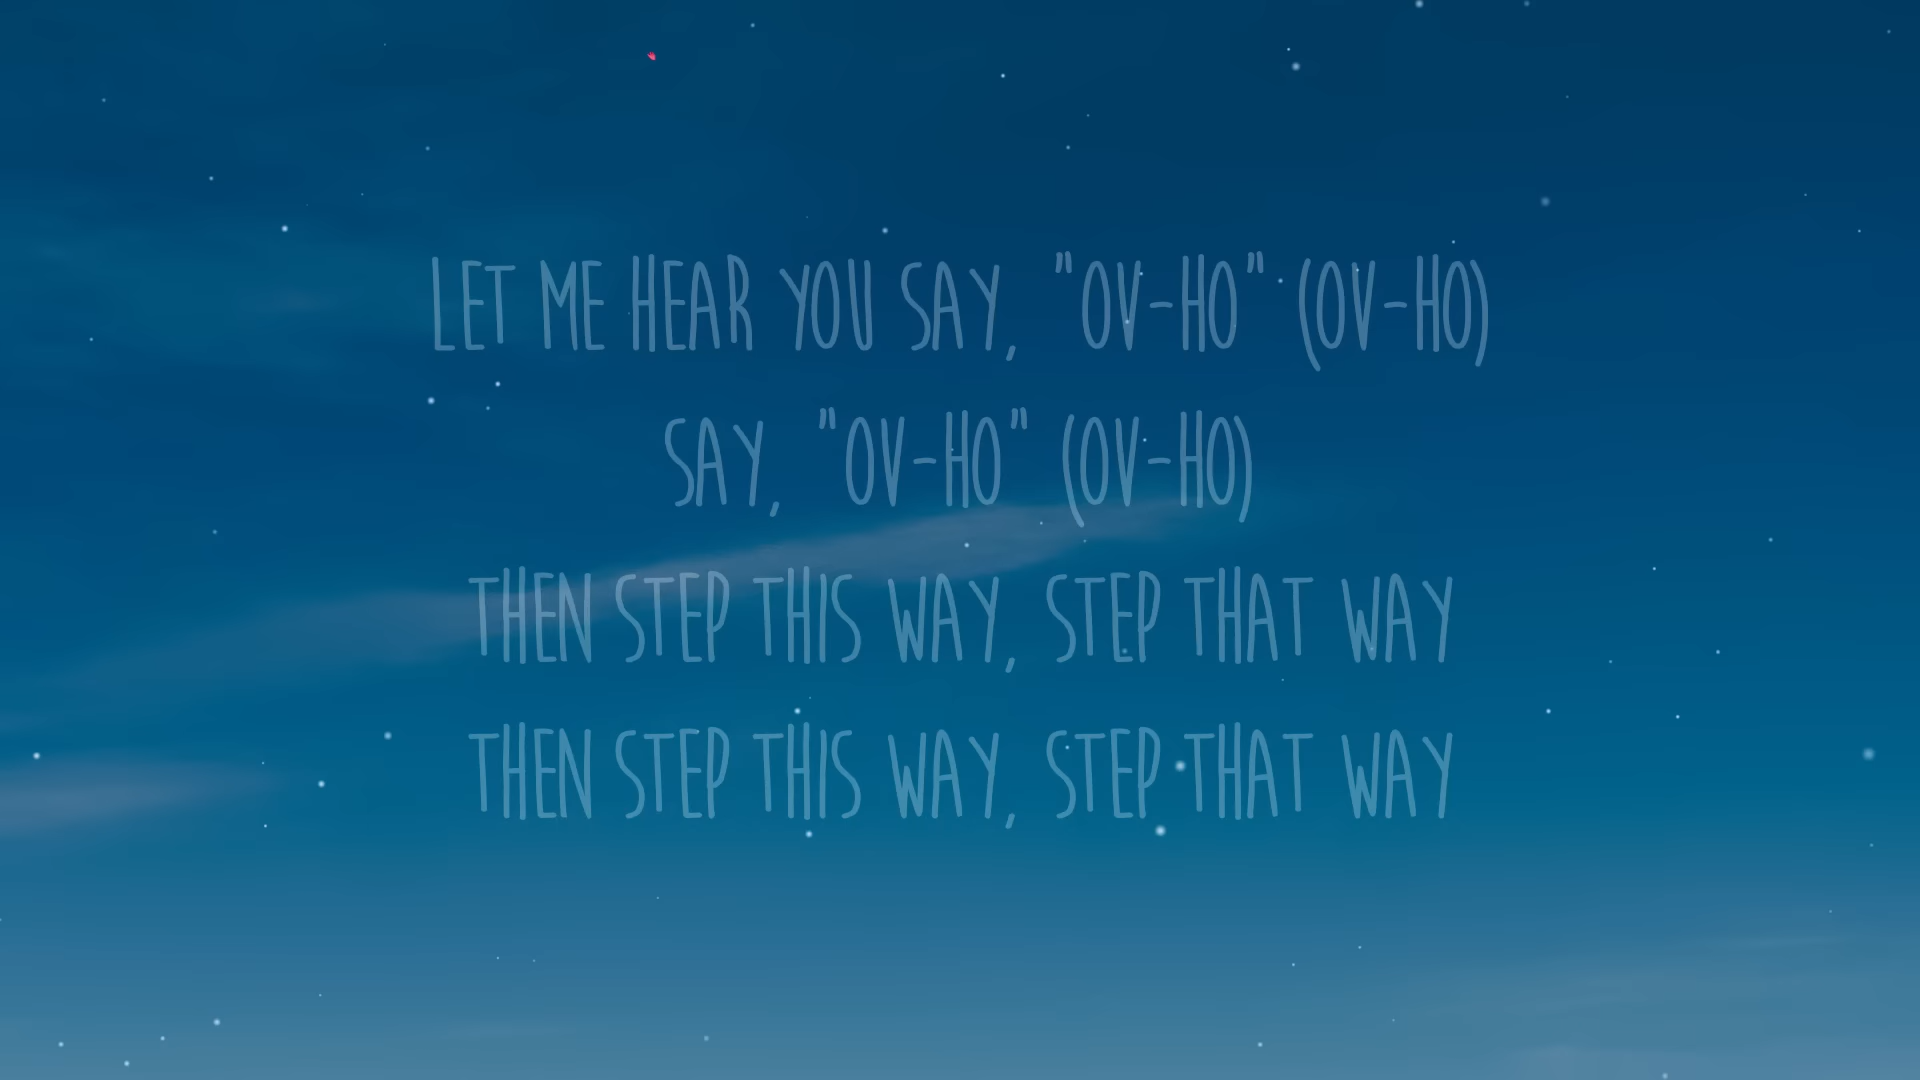 LET ME HEAR YOU SAY, "OV-HO" (OV-HO)
SAY, "OV-HO" (OV-HO)
THEN STEP THIS WAY, STEP THAT WAY
THEN STEP THIS WAY, STEP THAT WAY